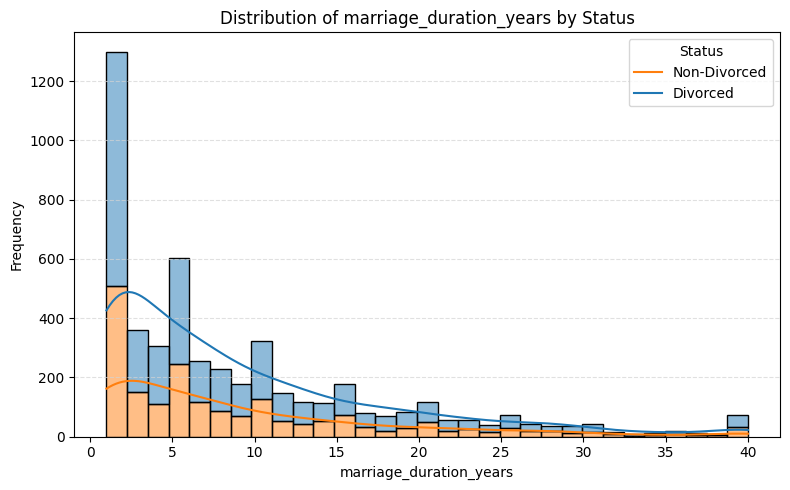 Distribution of marriage_duration_years by Status
Status
Non-Divorced
Divorced
Frequency
1200
1000
800
600
400
200
0
0 5 10 15 20 25 30 35 40
marriage_duration_years